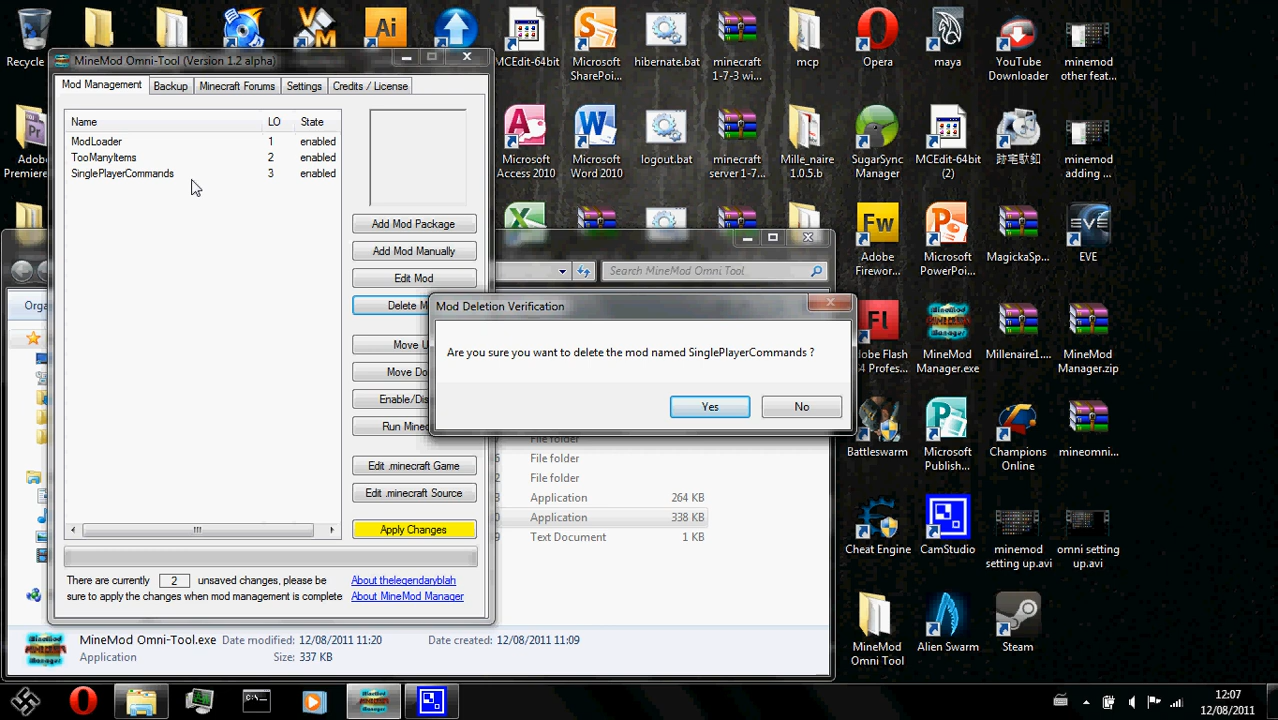 Recycle
MCEdit-64bit
Microsoft SharePoi...
hibernate.bat
minecraft 1-7-3 wi...
mcp
Opera
maya
YouTube Downloader
minemod other feat...
MineMod Omni-Tool (Version 1.2 alpha)
Mod Management
Backup
Minecraft Forums
Settings
Credits / License
Name LO State
ModLoader 1 enabled
TooManyItems 2 enabled
SinglePlayerCommands 3 enabled
Adobe Premiere
Microsoft Access 2010
Microsoft Word 2010
logout.bat
minecraft server 1-7...
Mille_naire 1.0.5.b
SugarSync Manager
MCEdit-64bit (2)
minemod adding ...
Add Mod Package
Add Mod Manually
Edit Mod
Delete M
Move U
Move Do
Enable/Dis
Run Minec
Edit .minecraft Game
Edit .minecraft Source
Apply Changes
Adobe Firewor...
Microsoft PowerPoi...
MagickaSp...
EVE
Search MineMod Omni Tool
Orga
Mod Deletion Verification
Are you sure you want to delete the mod named SinglePlayerCommands ?
Yes
No
dobe Flash
4 Profes...
MineMod Manager.exe
Millenaire1....
MineMod Manager.zip
File folder
File folder
File folder
Application 264 KB
Application 338 KB
Text Document 1 KB
Battleswarm
Microsoft Publish...
Champions Online
mineomni...
Cheat Engine
CamStudio
minemod setting up.avi
omni setting up.avi
There are currently 2 unsaved changes, please be
sure to apply the changes when mod management is complete
About thelegendaryblah
About MineMod Manager
MineMod Omni-Tool.exe Date modified: 12/08/2011 11:20 Date created: 12/08/2011 11:09
Application Size: 337 KB
MineMod Omni Tool
Alien Swarm
Steam
12:07
12/08/2011